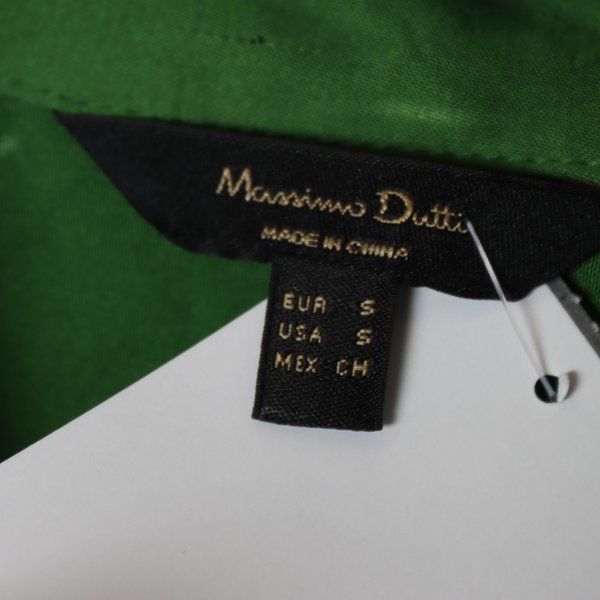 Massimo Dutti
MADE IN CHINA
EUR S
USA S
MEX CH